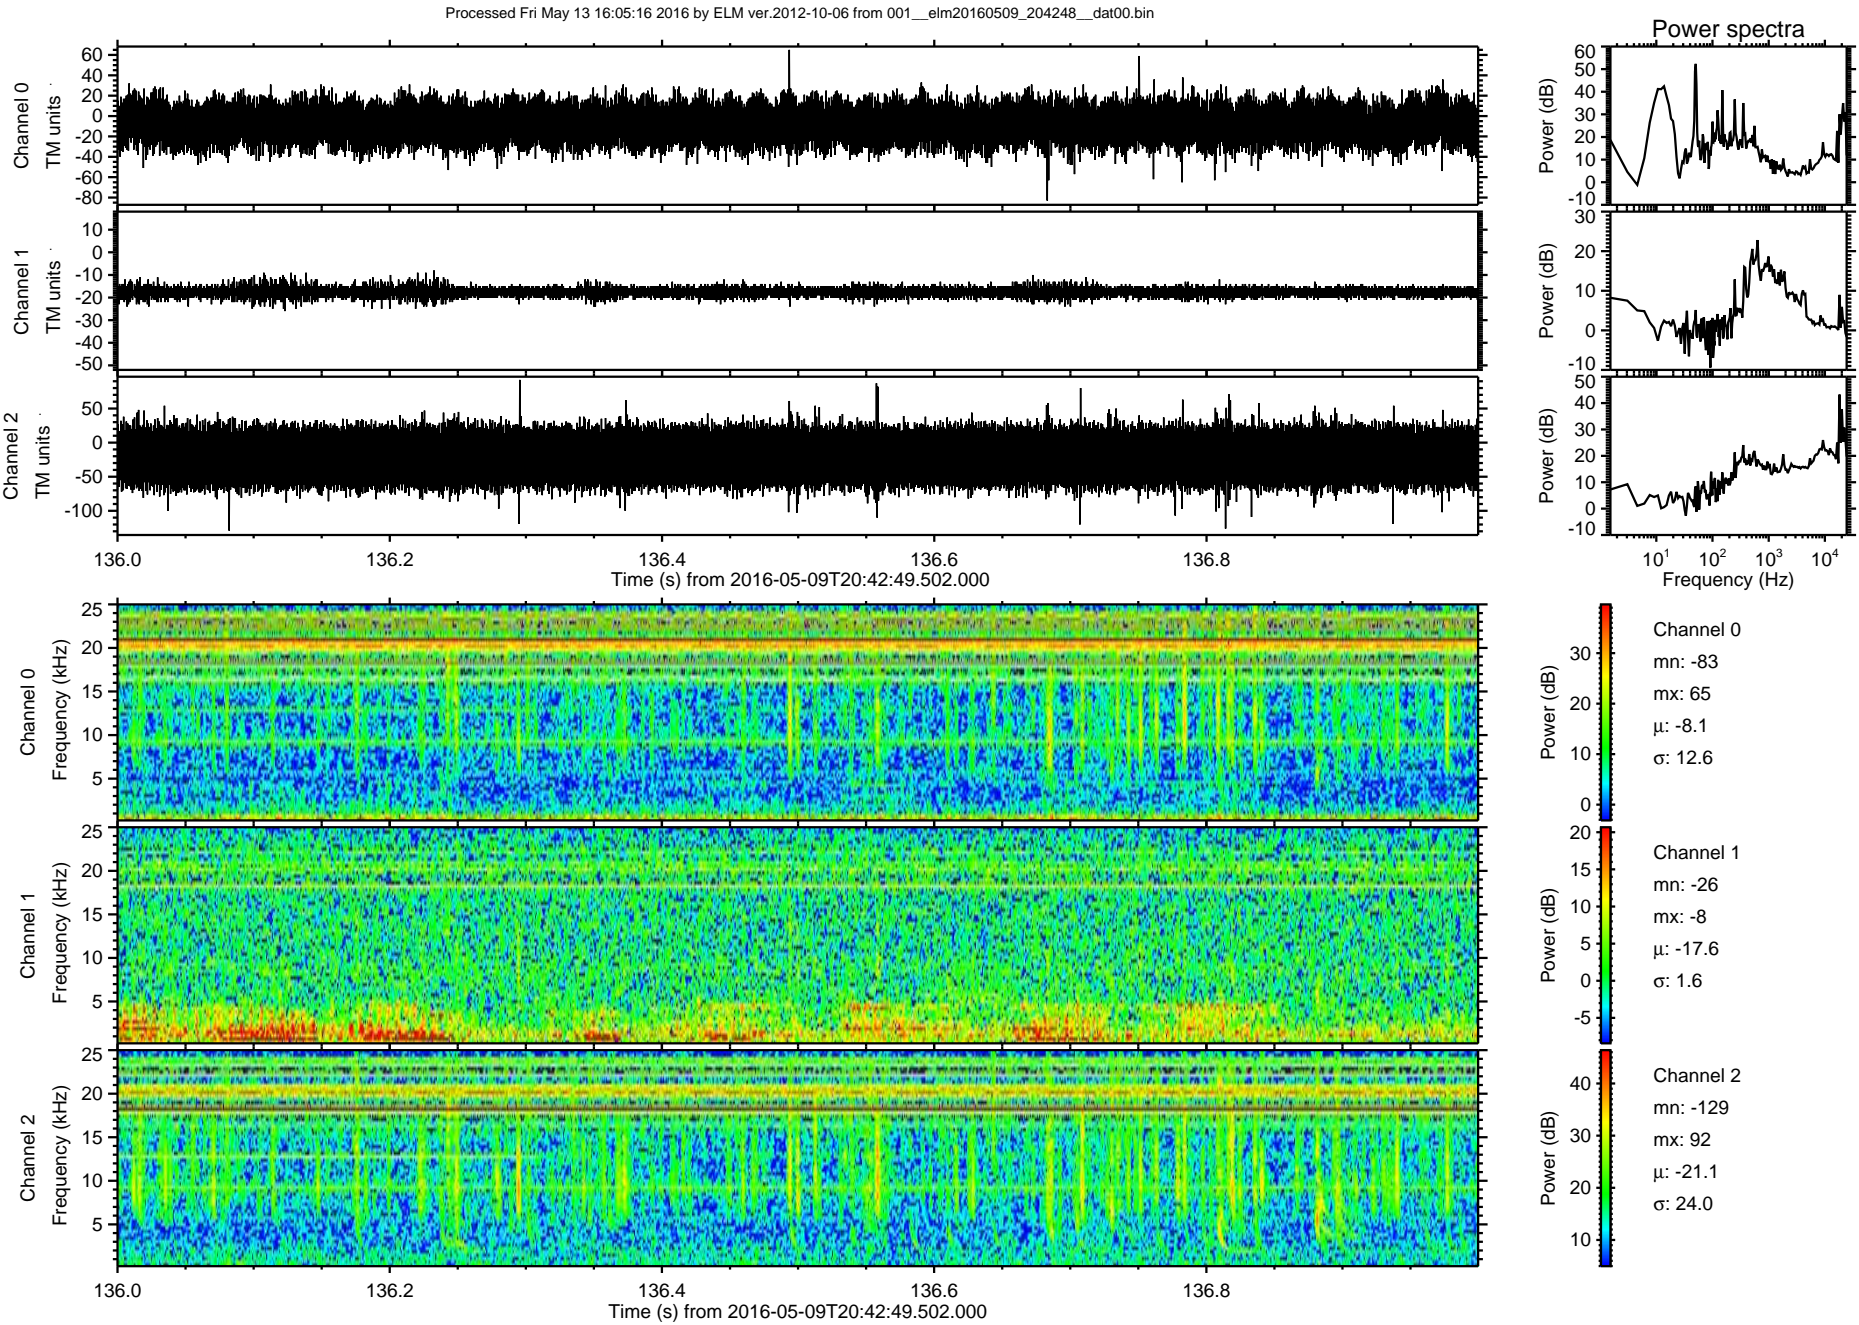 Processed Fri May 13 16:05:16 2016 by ELM ver.2012-10-06 from 001__elm20160509_204248__dat00.bin
Power spectra
Channel 0
TM units
60
40
20
0
-20
-40
-60
-80
Power (dB)
60
50
40
30
20
10
0
-10
Channel 1
TM units
10
0
-10
-20
-30
-40
-50
Power (dB)
30
20
10
0
-10
Channel 2
TM units
50
0
-50
-100
Power (dB)
50
40
30
20
10
0
-10
136.0 136.2 136.4 136.6 136.8
Time (s) from 2016-05-09T20:42:49.502.000
10^1 10^2 10^3 10^4
Frequency (Hz)
Channel 0
Frequency (kHz)
25
20
15
10
5
Power (dB)
30
20
10
0
Channel 0
mn: -83
mx: 65
μ: -8.1
σ: 12.6
Channel 1
Frequency (kHz)
25
20
15
10
5
Power (dB)
20
15
10
5
0
-5
Channel 1
mn: -26
mx: -8
μ: -17.6
σ: 1.6
Channel 2
Frequency (kHz)
25
20
15
10
5
Power (dB)
40
30
20
10
Channel 2
mn: -129
mx: 92
μ: -21.1
σ: 24.0
136.0 136.2 136.4 136.6 136.8
Time (s) from 2016-05-09T20:42:49.502.000